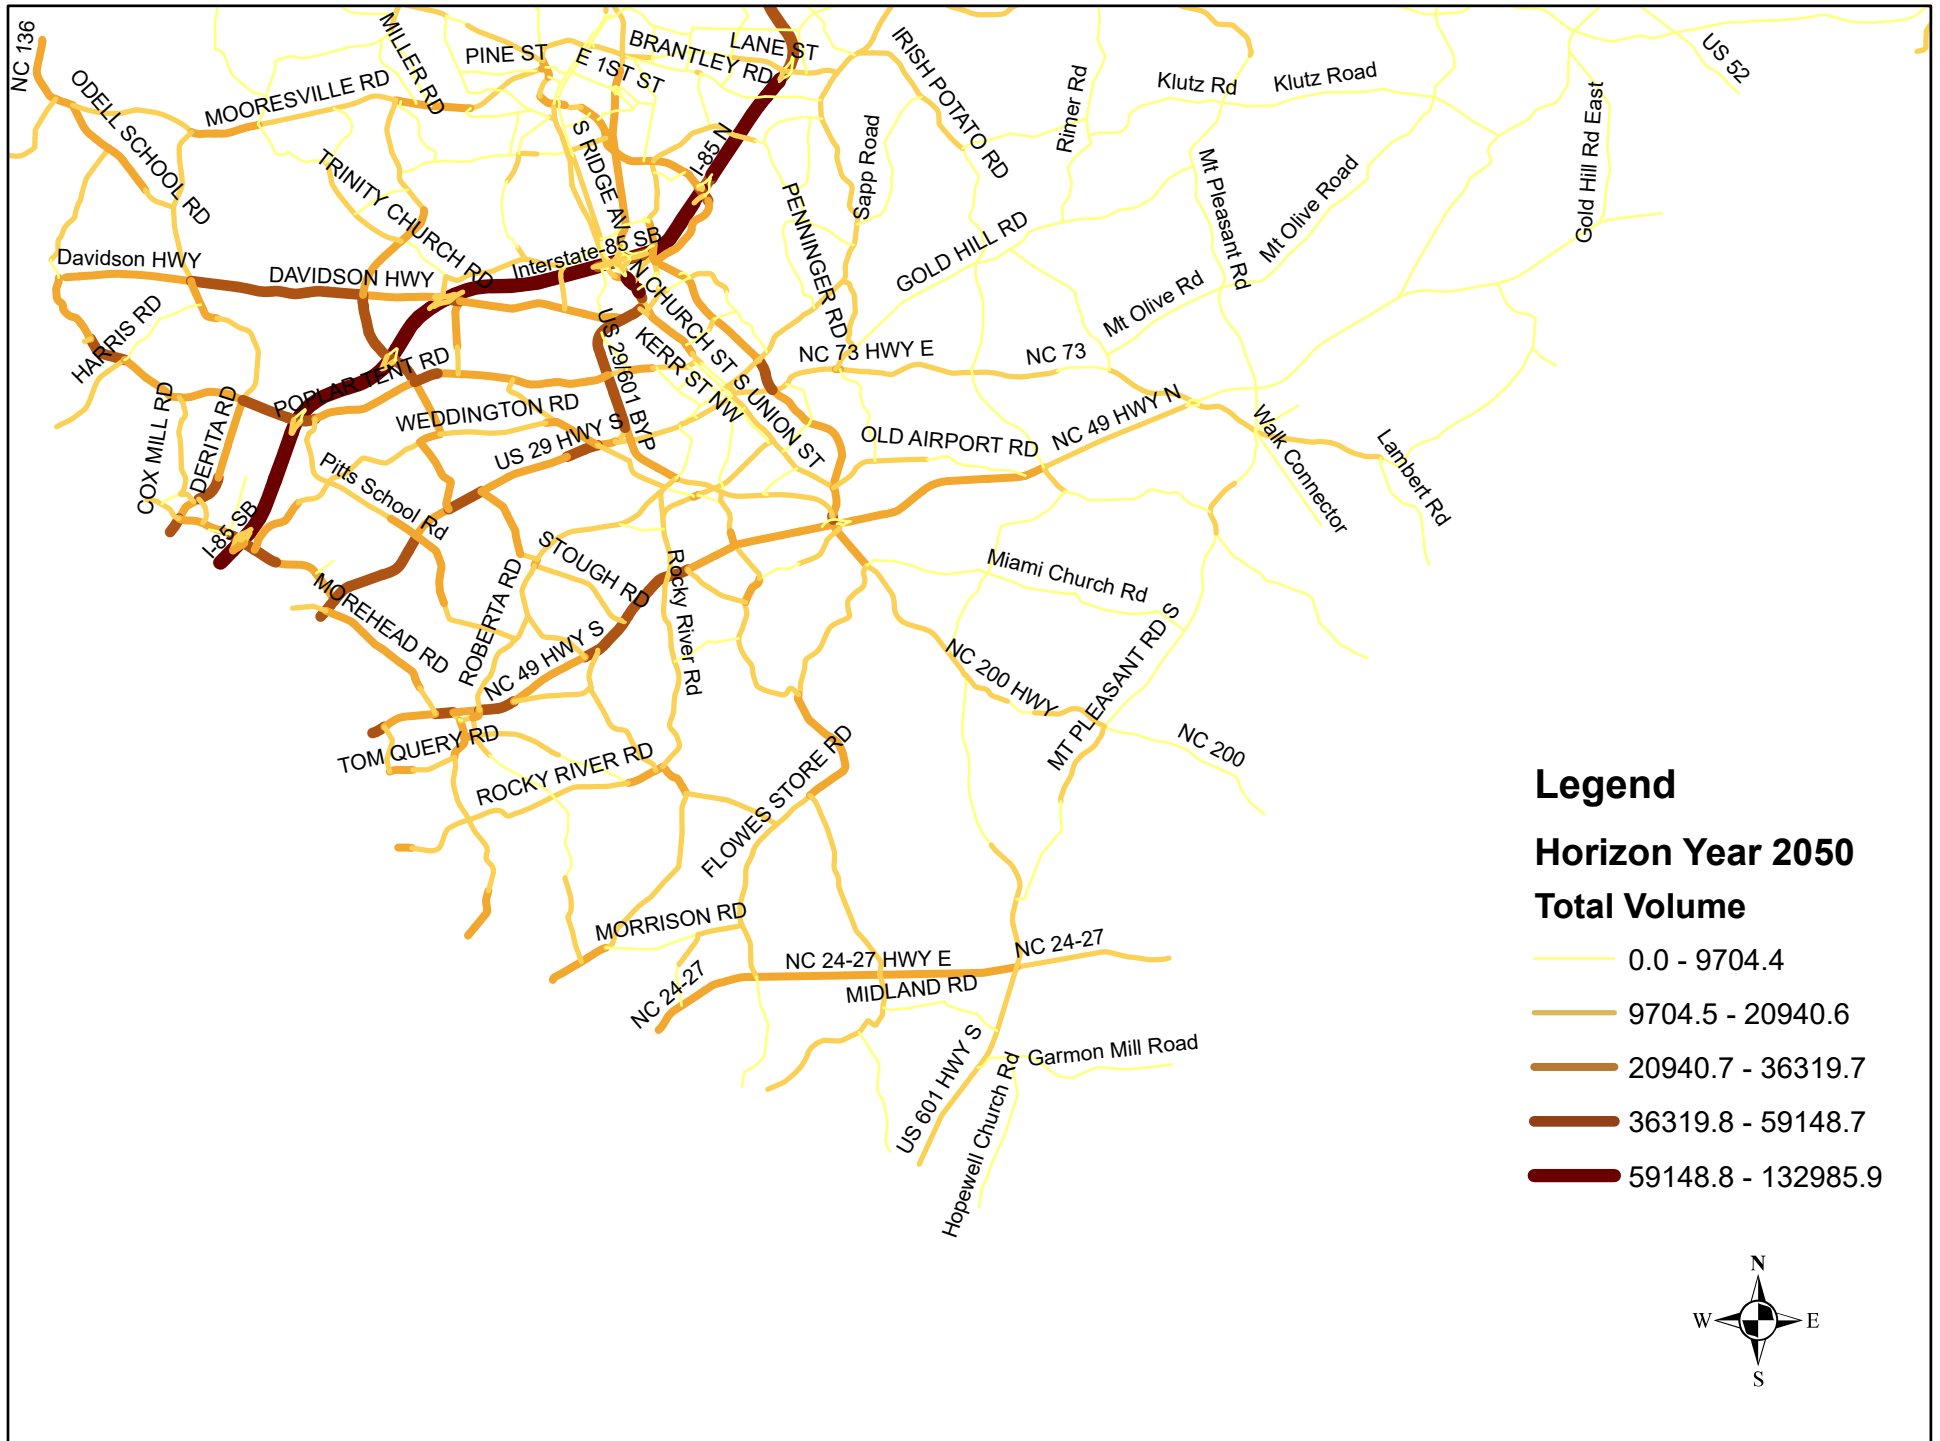 NC 136
MILLER RD
PINE ST
E 1ST ST
BRANTLEY RD
LANE ST
IRISH POTATO RD
US 52
ODELL SCHOOL RD
MOORESVILLE RD
Klutz Rd
Klutz Road
Rimer Rd
Gold Hill Rd East
S RIDGE AV
I-85 N
Sapp Road
Mt Pleasant Rd
Mt Olive Road
TRINITY CHURCH RD
PENNINGER RD
GOLD HILL RD
Davidson HWY
DAVIDSON HWY
Interstate-85 SB
N CHURCH ST
Mt Olive Rd
HARRIS RD
US 29/601 BYP
KERR ST NW
S UNION ST
NC 73 HWY E
NC 73
POPLAR TENT RD
COX MILL RD
DERITA RD
WEDDINGTON RD
US 29 HWY S
OLD AIRPORT RD
NC 49 HWY N
Walk Connector
Lambert Rd
Pitts School Rd
I-85 SB
STOUGH RD
Rocky River Rd
Miami Church Rd
MOREHEAD RD
ROBERTA RD
NC 49 HWY S
NC 200 HWY
MT PLEASANT RD S
NC 200
TOM QUERY RD
ROCKY RIVER RD
FLOWES STORE RD
MORRISON RD
NC 24-27 HWY E
NC 24-27
NC 24-27
MIDLAND RD
US 601 HWY S
Garmon Mill Road
Hopewell Church Rd
Legend
Horizon Year 2050
Total Volume
0.0 - 9704.4
9704.5 - 20940.6
20940.7 - 36319.7
36319.8 - 59148.7
59148.8 - 132985.9
N
W
E
S